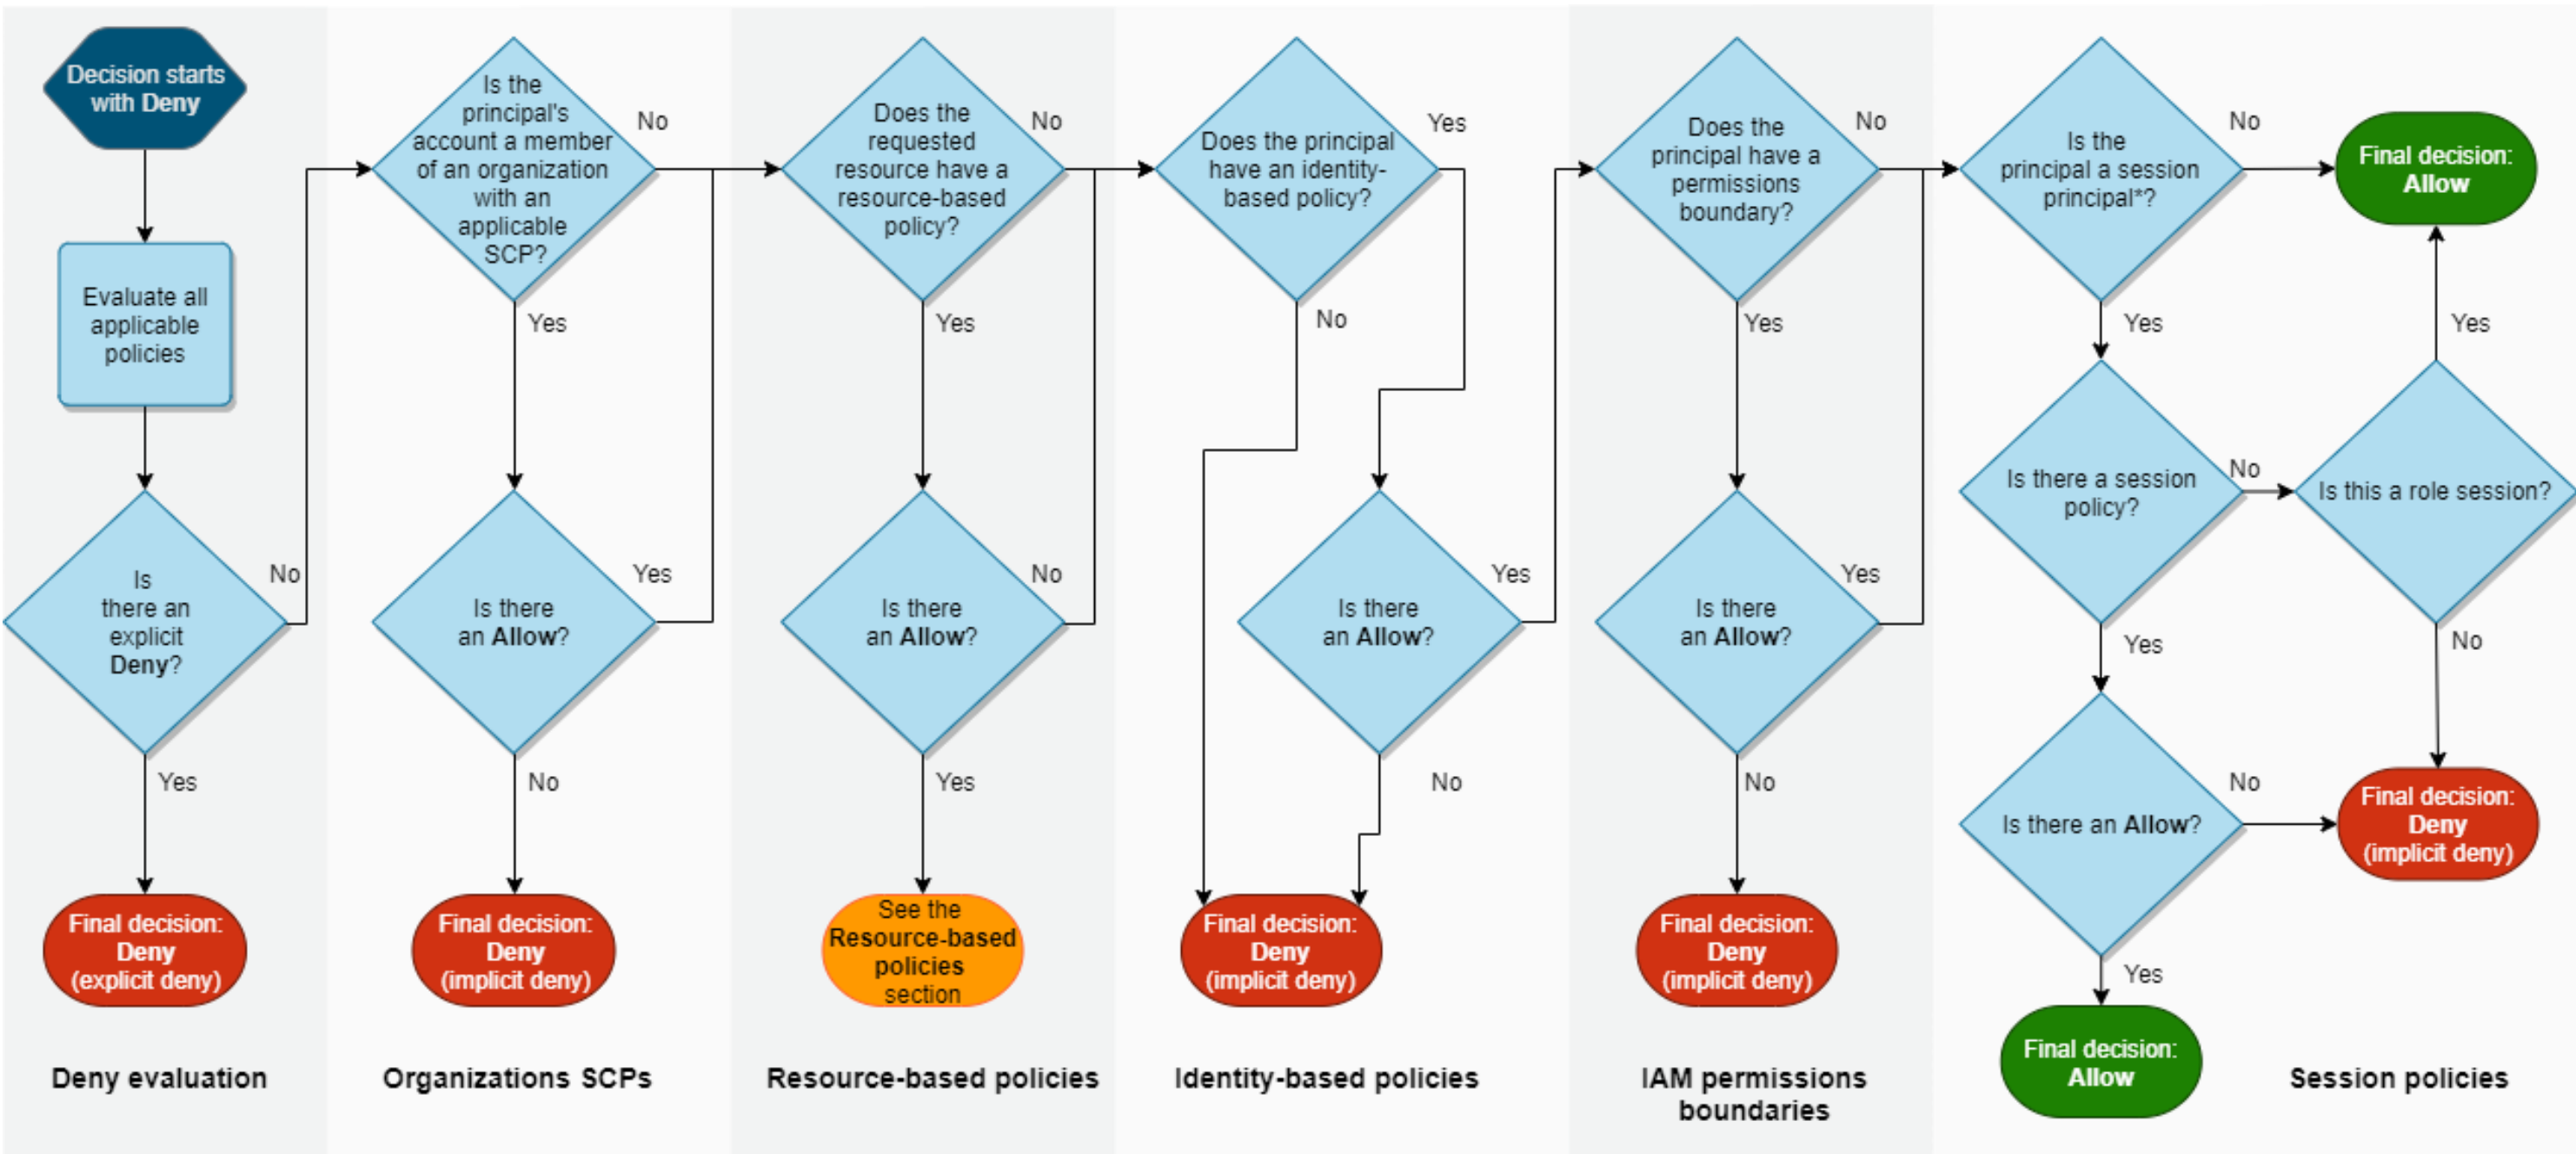 Decision starts
with Deny
Evaluate all
applicable
policies
Is
there an
explicit
Deny?
No
Yes
Final decision:
Deny
(explicit deny)
Deny evaluation
Is the
principal's
account a member
of an organization
with an
applicable
SCP?
No
Yes
Is there
an Allow?
Yes
No
Final decision:
Deny
(implicit deny)
Organizations SCPs
Does the
requested
resource have a
resource-based
policy?
No
Yes
Is there
an Allow?
No
Yes
See the
Resource-based
policies
section
Resource-based policies
Does the principal
have an identity-
based policy?
Yes
No
Is there
an Allow?
Yes
No
Final decision:
Deny
(implicit deny)
Identity-based policies
Does the
principal have a
permissions
boundary?
No
Yes
Is there
an Allow?
Yes
No
Final decision:
Deny
(implicit deny)
IAM permissions
boundaries
Is the
principal a session
principal*?
No
Final decision:
Allow
Yes
Yes
Is there a session
policy?
No
Is this a role session?
Yes
No
Is there an Allow?
No
Final decision:
Deny
(implicit deny)
Yes
Final decision:
Allow
Session policies